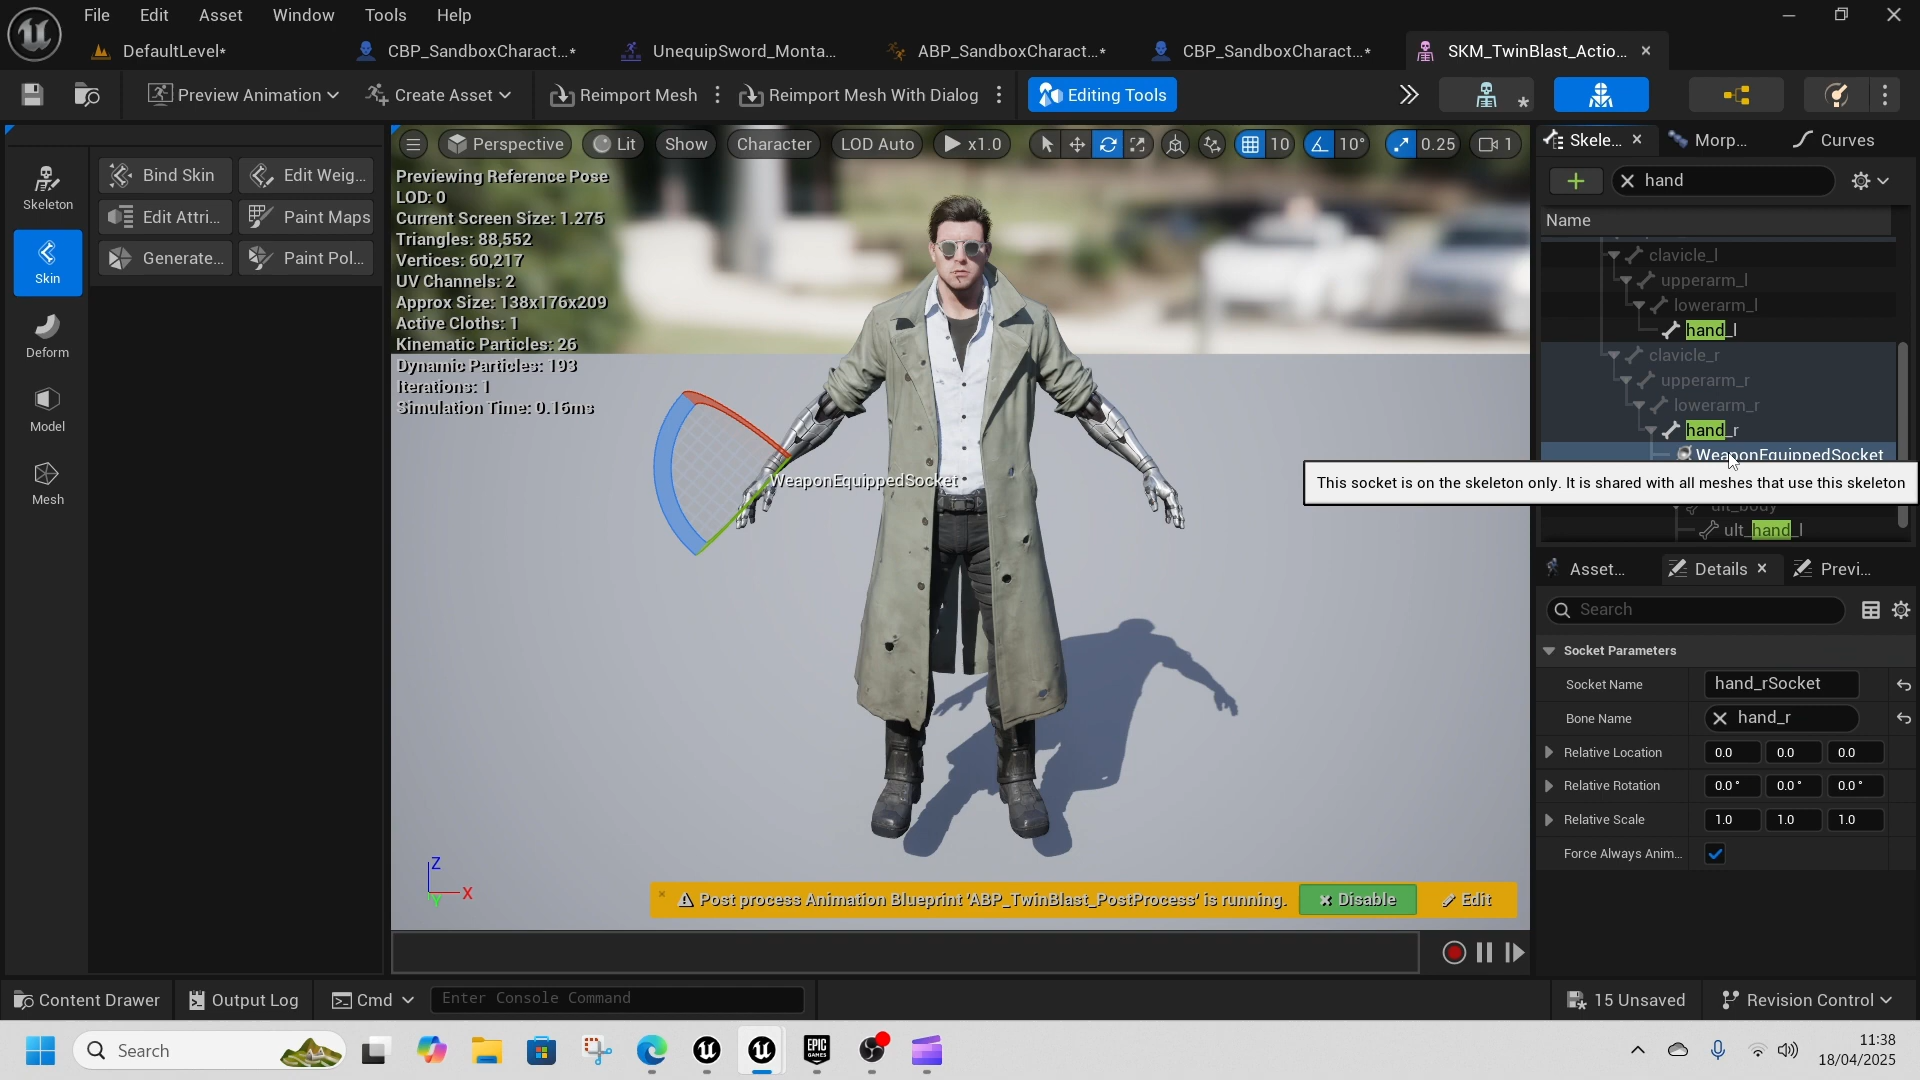 File Edit Asset Window Tools Help
DefaultLevel* CBP_SandboxCharact...* UnequipSword_Monta... ABP_SandboxCharact...* CBP_SandboxCharact...* SKM_TwinBlast_Actio...
Preview Animation Create Asset Reimport Mesh Reimport Mesh With Dialog Editing Tools
Perspective Lit Show Character LOD Auto x1.0 10 10° 0.25 1
Skele... Morp... Curves
Skeleton
Skin
Deform
Model
Mesh
Bind Skin Edit Weig...
Edit Attri... Paint Maps
Generate... Paint Pol...
Previewing Reference Pose
LOD: 0
Current Screen Size: 1.275
Triangles: 88,552
Vertices: 60,217
UV Channels: 2
Approx Size: 138x176x209
Active Cloths: 1
Kinematic Particles: 26
Dynamic Particles: 193
Iterations: 1
Simulation Time: 0.16ms
WeaponEquippedSocket
Z
X
Y
Post process Animation Blueprint 'ABP_TwinBlast_PostProcess' is running. Disable Edit
hand
Name
clavicle_l
upperarm_l
lowerarm_l
hand_l
clavicle_r
upperarm_r
lowerarm_r
hand_r
WeaponEquippedSocket
This socket is on the skeleton only. It is shared with all meshes that use this skeleton
ult_body
ult_hand_l
Asset... Details Previ...
Search
Socket Parameters
Socket Name hand_rSocket
Bone Name hand_r
Relative Location 0.0 0.0 0.0
Relative Rotation 0.0° 0.0° 0.0°
Relative Scale 1.0 1.0 1.0
Force Always Anim...
Content Drawer Output Log Cmd Enter Console Command 15 Unsaved Revision Control
Search
EPIC GAMES
11:38
18/04/2025